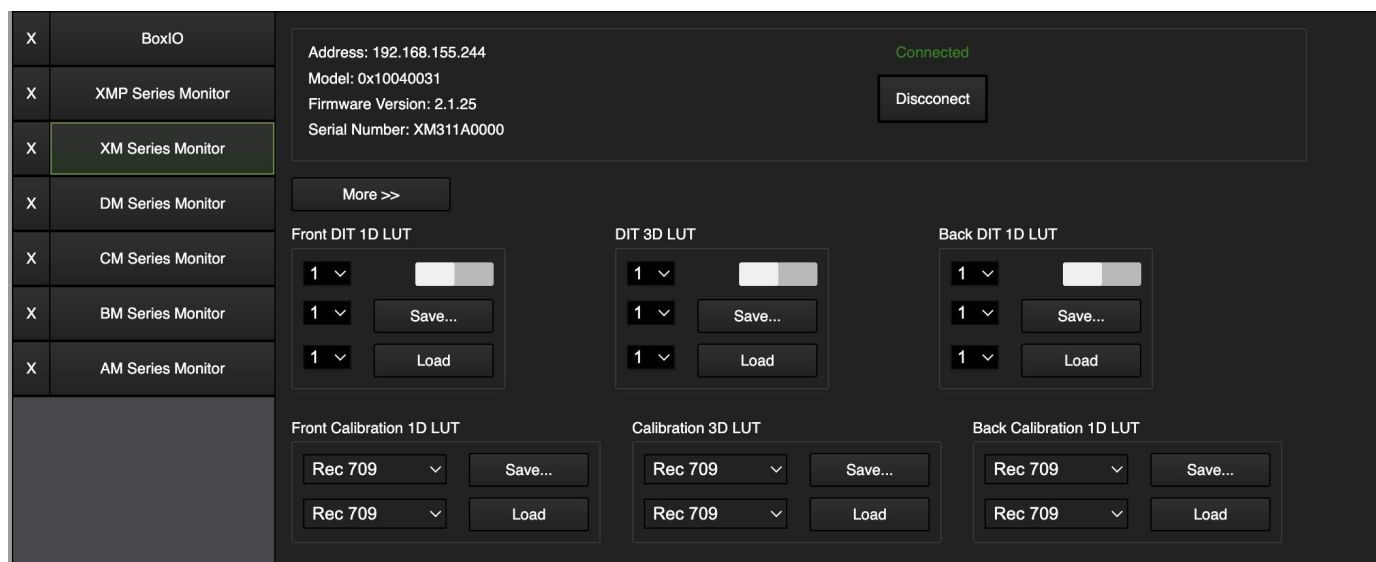 X BoxIO
X XMP Series Monitor
X XM Series Monitor
X DM Series Monitor
X CM Series Monitor
X BM Series Monitor
X AM Series Monitor
Address: 192.168.155.244
Model: 0x10040031
Firmware Version: 2.1.25
Serial Number: XM311A0000
Connected
Discconect
More >>
Front DIT 1D LUT
1
1 Save...
1 Load
DIT 3D LUT
1
1 Save...
1 Load
Back DIT 1D LUT
1
1 Save...
1 Load
Front Calibration 1D LUT
Rec 709 Save...
Rec 709 Load
Calibration 3D LUT
Rec 709 Save...
Rec 709 Load
Back Calibration 1D LUT
Rec 709 Save...
Rec 709 Load